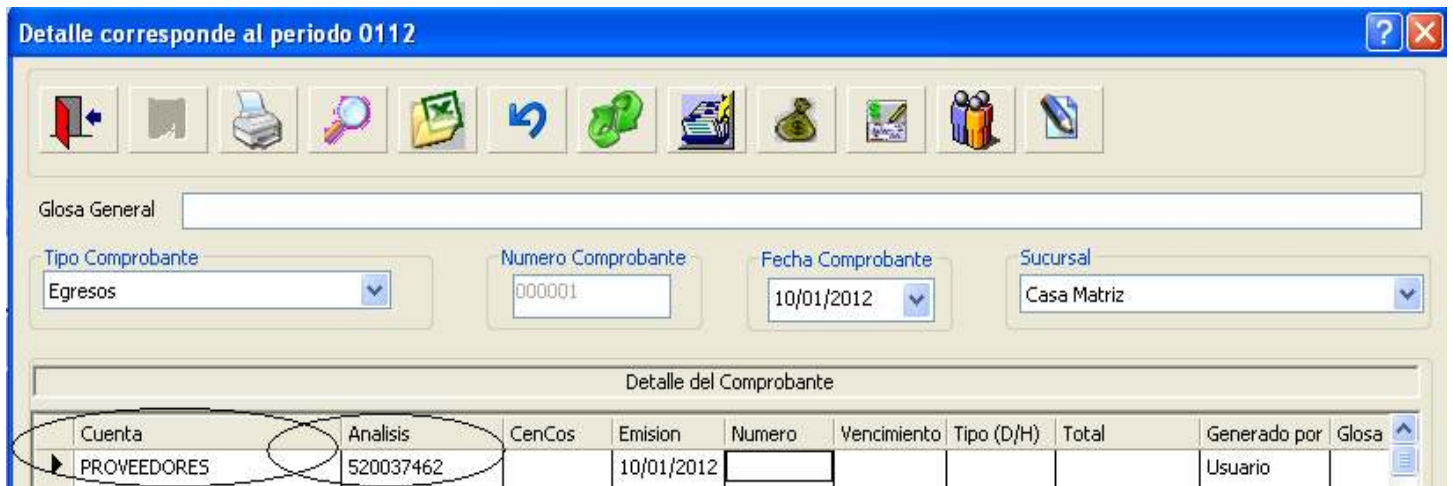 Detalle corresponde al periodo 0112
Glosa General
Tipo Comprobante Numero Comprobante Fecha Comprobante Sucursal
Egresos 000001 10/01/2012 Casa Matriz
Detalle del Comprobante
Cuenta Analisis CenCos Emision Numero Vencimiento Tipo (D/H) Total Generado por Glosa
PROVEEDORES 520037462 10/01/2012 Usuario